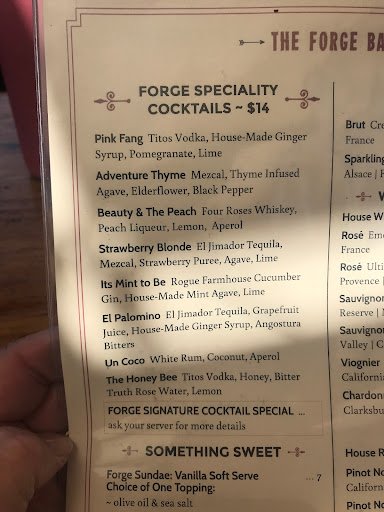 THE FORGE BA
FORGE SPECIALITY
COCKTAILS ~ $14
Pink Fang Titos Vodka, House-Made Ginger
Syrup, Pomegranate, Lime
Adventure Thyme Mezcal, Thyme Infused
Agave, Elderflower, Black Pepper
Beauty & The Peach Four Roses Whiskey,
Peach Liqueur, Lemon, Aperol
Strawberry Blonde El Jimador Tequila,
Mezcal, Strawberry Puree, Agave, Lime
Its Mint to Be Rogue Farmhouse Cucumber
Gin, House-Made Mint Agave, Lime
El Palomino El Jimador Tequila, Grapefruit
Juice, House-Made Ginger Syrup, Angostura
Bitters
Un Coco White Rum, Coconut, Aperol
The Honey Bee Titos Vodka, Honey, Bitter
Truth Rose Water, Lemon
FORGE SIGNATURE COCKTAIL SPECIAL ...
ask your server for more details
SOMETHING SWEET
Forge Sundae: Vanilla Soft Serve ... 7
Choice of One Topping:
~ olive oil & sea salt
Brut Cre
France
Sparkling
Alsace | F
W
House W
Rosé Em
France
Rosé Ulti
Provence |
Sauvignon
Reserve | M
Sauvignon
Valley | C
Viognier
California
Chardon
Clarksbu
House R
Pinot No
Californ
Pinot No